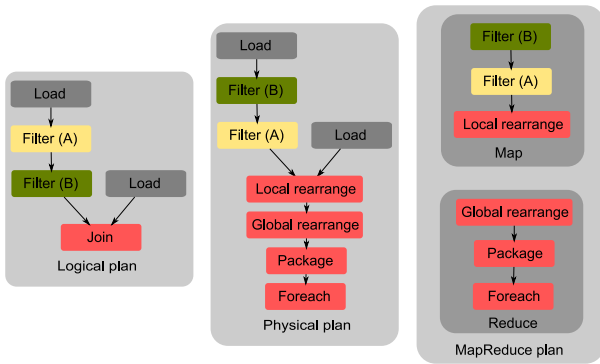 Load
Filter (A)
Filter (B)
Load
Join
Logical plan
Load
Filter (B)
Filter (A)
Load
Local rearrange
Global rearrange
Package
Foreach
Physical plan
Filter (B)
Filter (A)
Local rearrange
Map
Global rearrange
Package
Foreach
Reduce
MapReduce plan